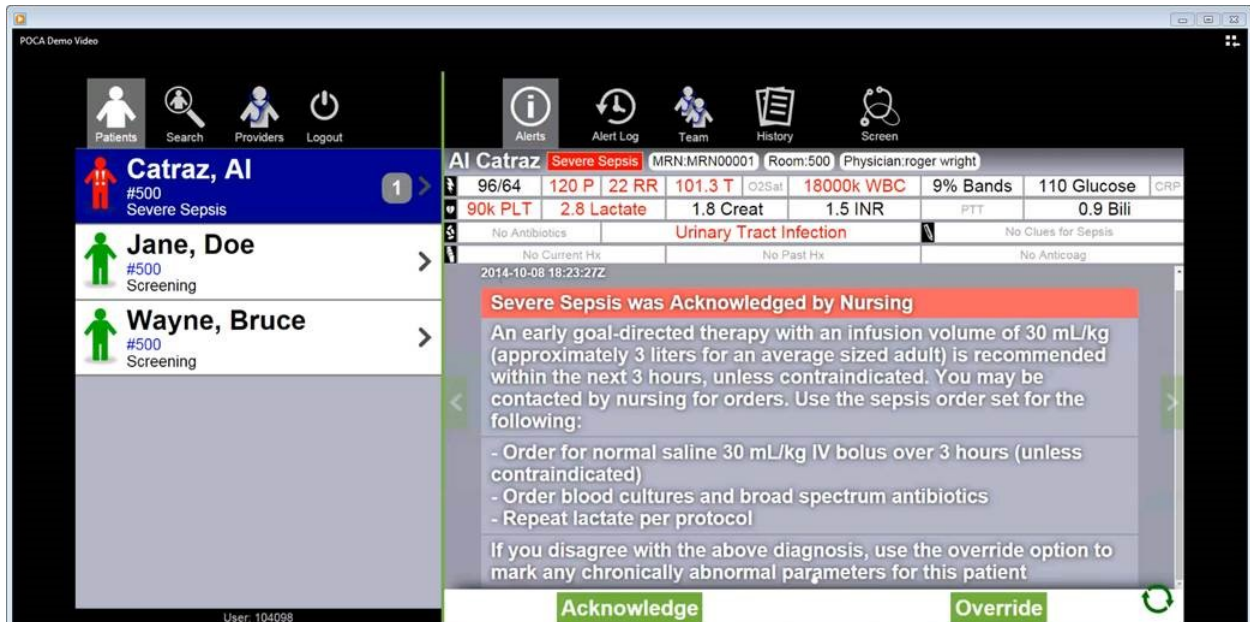 POCA Demo Video
Patients
Search
Providers
Logout
Catraz, Al
#500
Severe Sepsis
1
Jane, Doe
#500
Screening
Wayne, Bruce
#500
Screening
User: 104098
Alerts
Alert Log
Team
History
Screen
Al Catraz Severe Sepsis MRN:MRN00001 Room:500 Physician:roger wright
96/64 120 P 22 RR 101.3 T O2Sat 18000k WBC 9% Bands 110 Glucose CRP
90k PLT 2.8 Lactate 1.8 Creat 1.5 INR PTT 0.9 Bili
No Antibiotics Urinary Tract Infection No Clues for Sepsis
No Current Hx No Past Hx No Anticoag
2014-10-08 18:23:27Z
Severe Sepsis was Acknowledged by Nursing
An early goal-directed therapy with an infusion volume of 30 mL/kg
(approximately 3 liters for an average sized adult) is recommended
within the next 3 hours, unless contraindicated. You may be
contacted by nursing for orders. Use the sepsis order set for the
following:
- Order for normal saline 30 mL/kg IV bolus over 3 hours (unless
contraindicated)
- Order blood cultures and broad spectrum antibiotics
- Repeat lactate per protocol
If you disagree with the above diagnosis, use the override option to
mark any chronically abnormal parameters for this patient
Acknowledge
Override